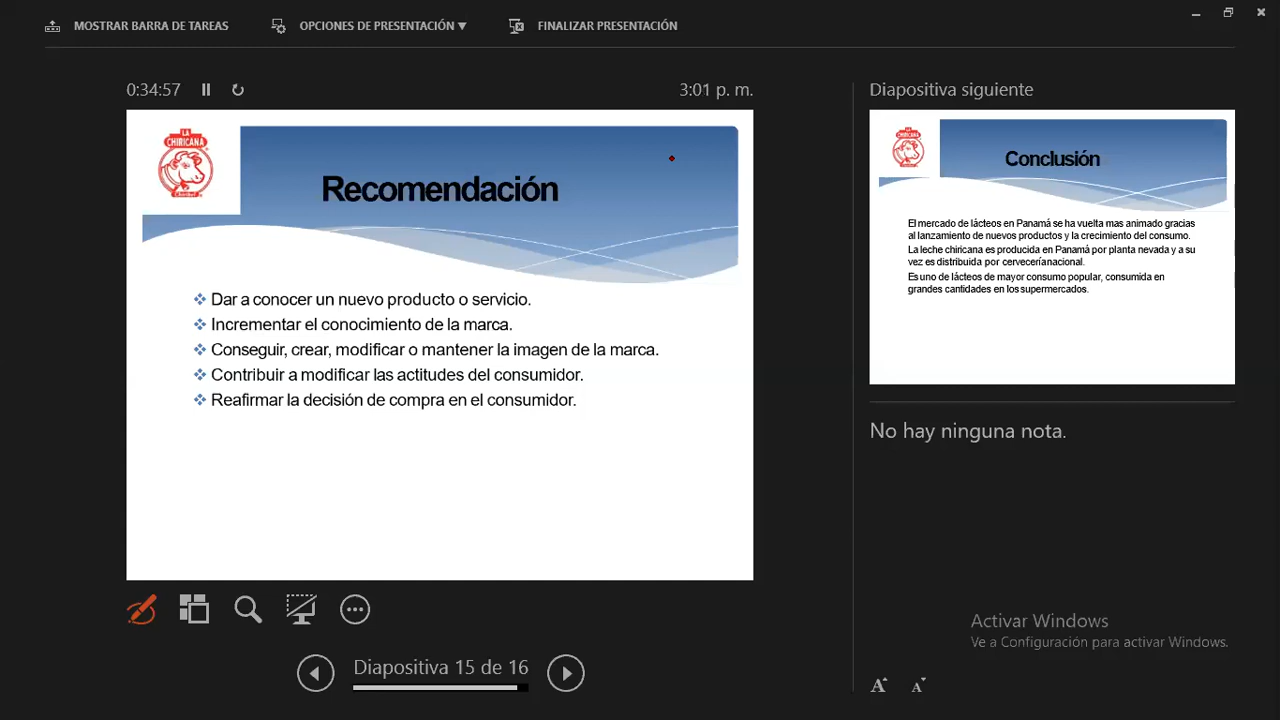 MOSTRAR BARRA DE TAREAS
OPCIONES DE PRESENTACIÓN ▼
FINALIZAR PRESENTACIÓN
0:34:57
3:01 p. m.
LA
CHIRICANA
Chiriquí
Recomendación
Dar a conocer un nuevo producto o servicio.
Incrementar el conocimiento de la marca.
Conseguir, crear, modificar o mantener la imagen de la marca.
Contribuir a modificar las actitudes del consumidor.
Reafirmar la decisión de compra en el consumidor.
Diapositiva 15 de 16
Diapositiva siguiente
CHIRICANA
Conclusión
El mercado de lácteos en Panamá se ha vuelta mas animado gracias
al lanzamiento de nuevos productos y la crecimiento del consumo.
La leche chiricana es producida en Panamá por planta nevada y a su
vez es distribuida por cerveceríanacional.
Es uno de lácteos de mayor consumo popular, consumida en
grandes cantidades en los supermercados.
No hay ninguna nota.
Activar Windows
Ve a Configuración para activar Windows.
A A